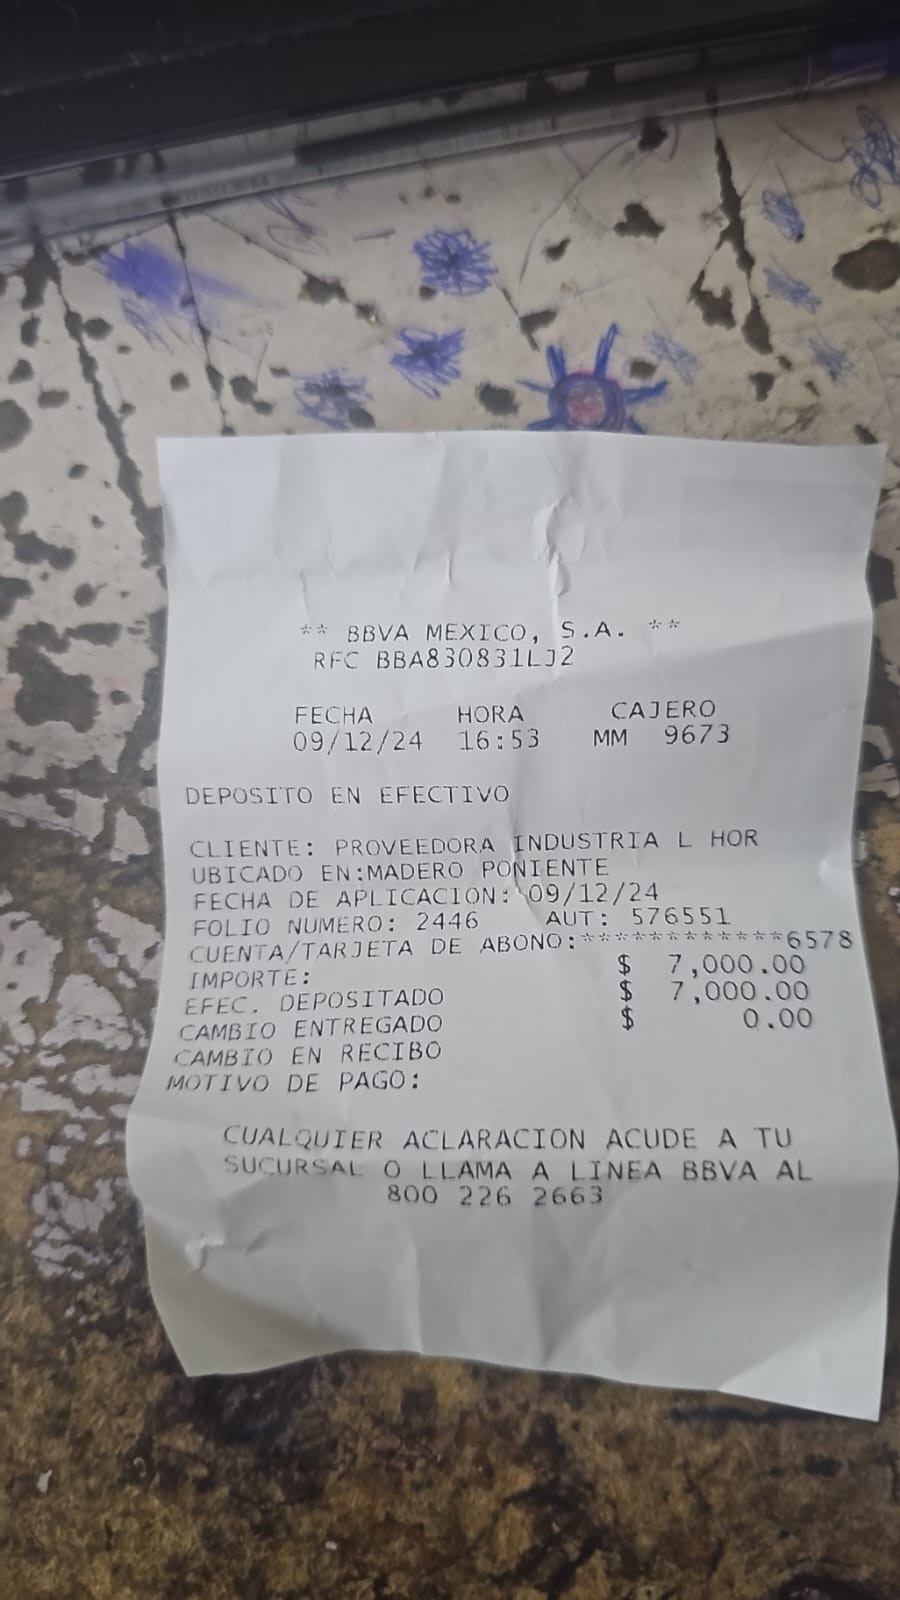 ** BBVA MEXICO, S.A. **
RFC BBA830831LJ2
FECHA HORA CAJERO
09/12/24 16:53 MM 9673
DEPOSITO EN EFECTIVO
CLIENTE: PROVEEDORA INDUSTRIA L HOR
UBICADO EN:MADERO PONIENTE
FECHA DE APLICACION: 09/12/24
FOLIO NUMERO: 2446 AUT: 576551
CUENTA/TARJETA DE ABONO:************6578
IMPORTE: $ 7,000.00
EFEC. DEPOSITADO $ 7,000.00
CAMBIO ENTREGADO $ 0.00
CAMBIO EN RECIBO
MOTIVO DE PAGO:
CUALQUIER ACLARACION ACUDE A TU
SUCURSAL O LLAMA A LINEA BBVA AL
800 226 2663